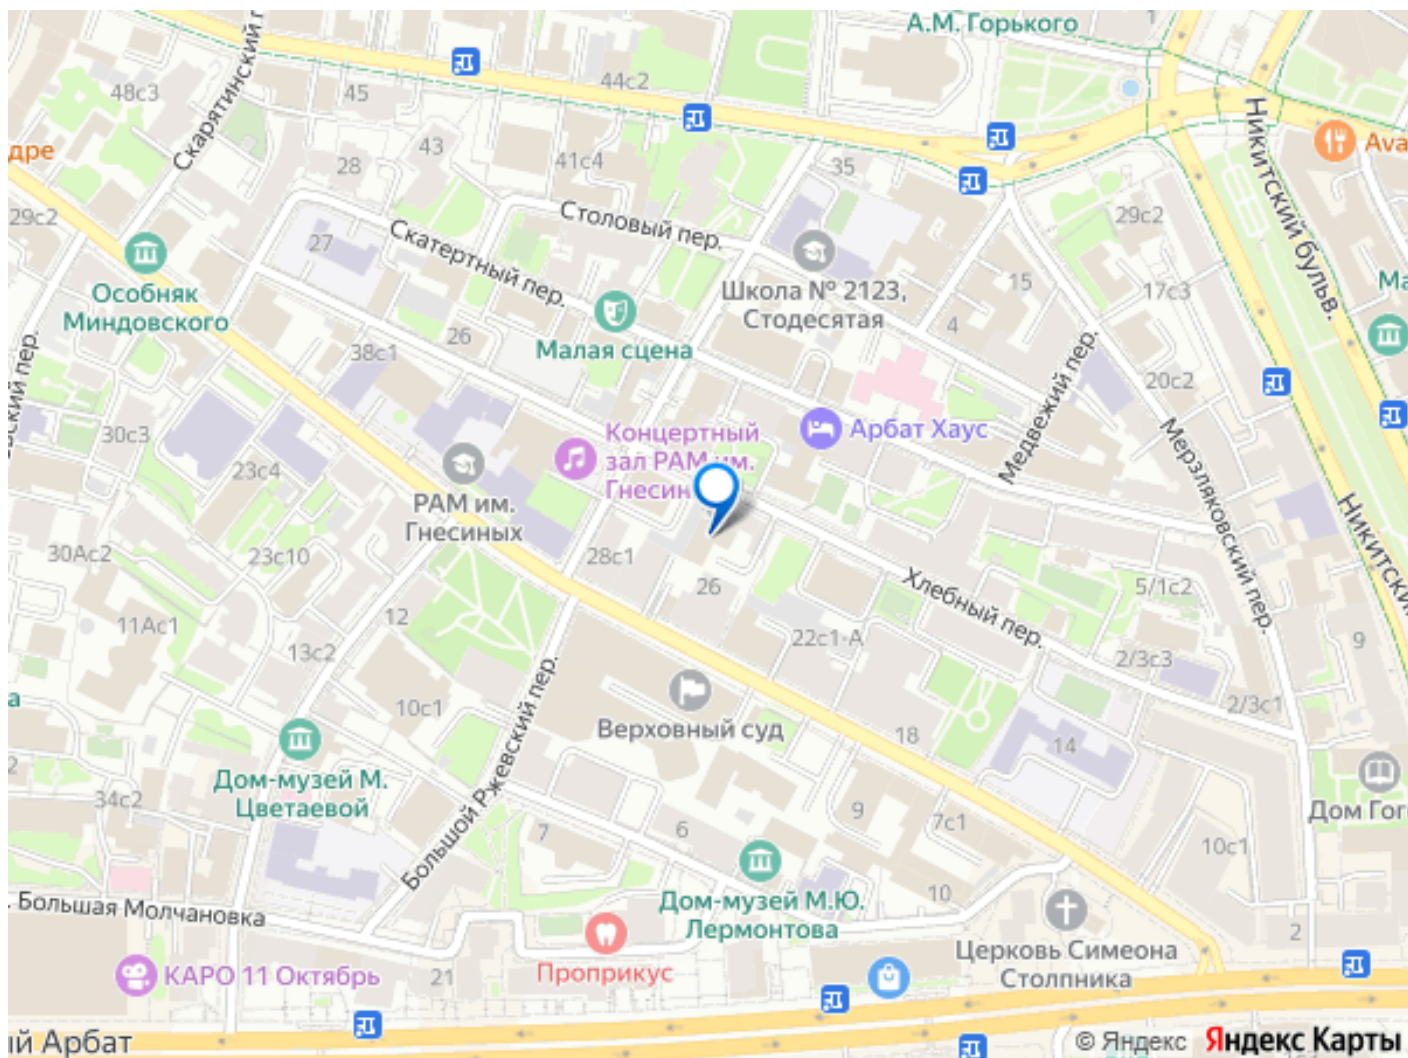 А.М. Горького
44с2
48с3
45
Скарятинский п
Никитский бульв.
Ava
дре
43
41с4
28
35
29с2
29с2
Столовый пер.
Скатертный пер.
27
Особняк
Миндовского
Школа № 2123,
Стодесятая
15
17с3
4
Ма
26
38с1
Малая сцена
Медвежий пер.
20с2
Мерзляковский пер.
вский пер.
30с3
23с4
Концертный
зал РАМ им.
Гнесин
Арбат Хаус
РАМ им.
Гнесиных
Никитский
30Ас2
23с10
28с1
26
Хлебный пер.
5/1с2
11Ас1
12
13с2
22с1-А
2/3с3
9
2/3с1
а
10с1
Большой Ржевский пер.
Верховный суд
18
14
2
Дом-музей М.
Цветаевой
34с2
7
6
9
7с1
10с1
Дом Гог
Дом-музей М.Ю.
Лермонтова
10
. Большая Молчановка
Проприкус
Церковь Симеона
Столпника
2
КАРО 11 Октябрь
21
ий Арбат
© Яндекс Яндекс Карты